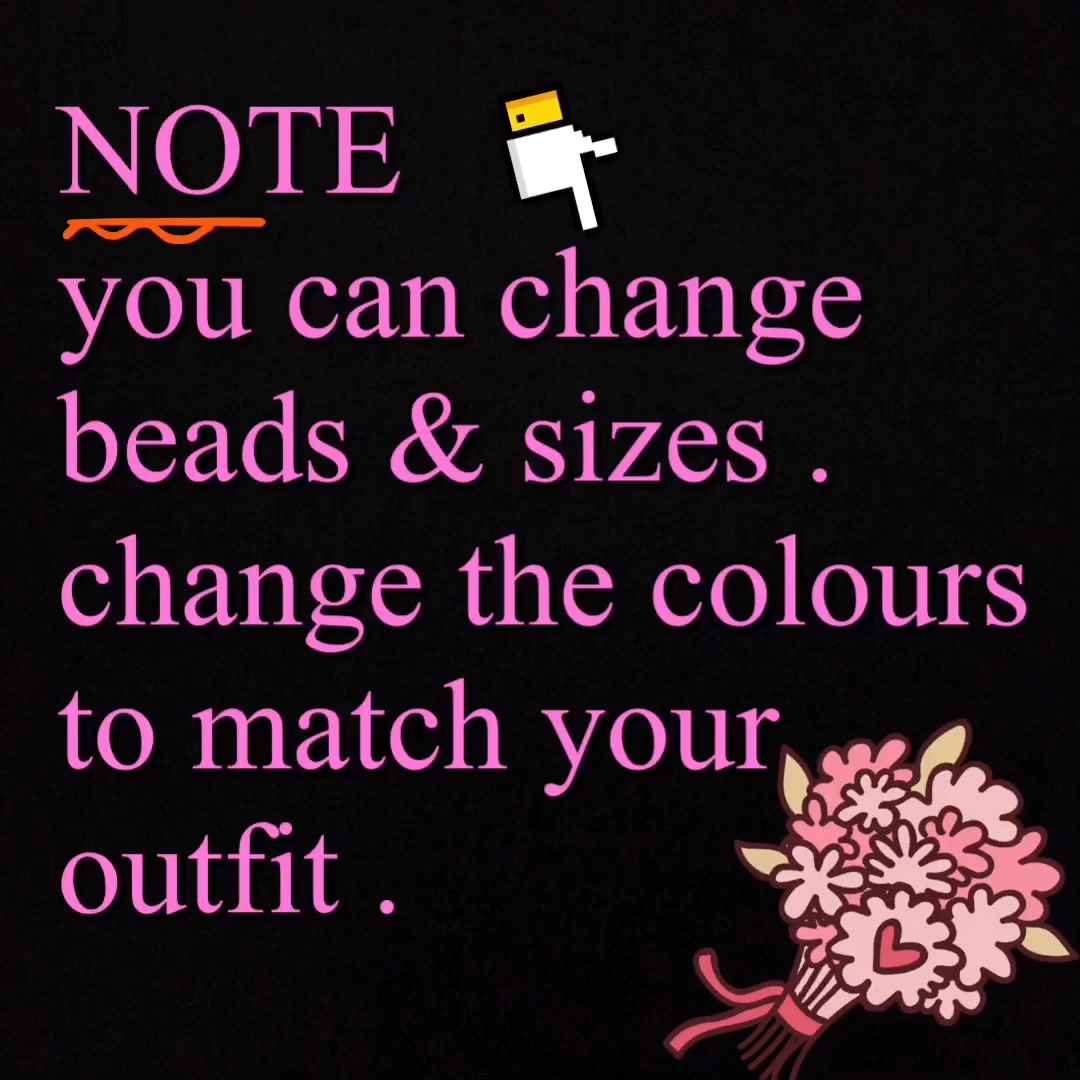 NOTE
you can change
beads & sizes .
change the colours
to match your
outfit .